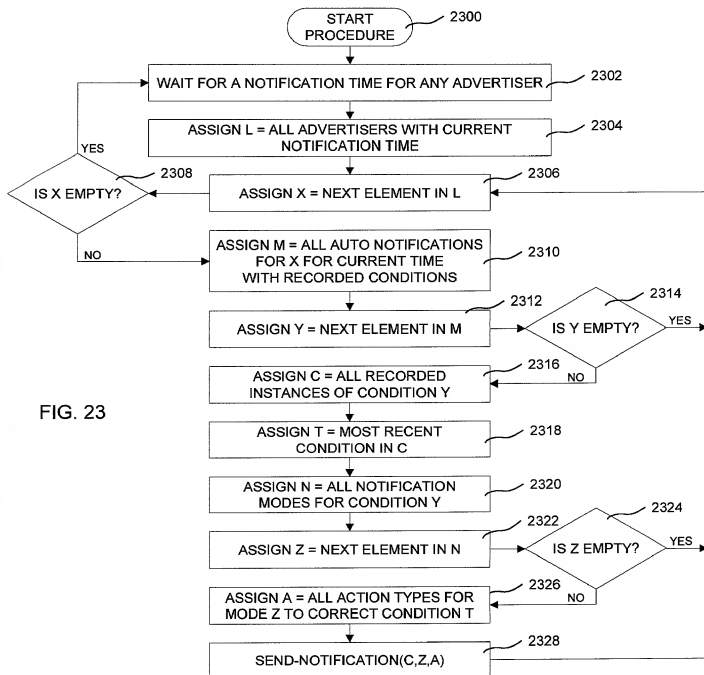 START
PROCEDURE
2300
WAIT FOR A NOTIFICATION TIME FOR ANY ADVERTISER
2302
ASSIGN L = ALL ADVERTISERS WITH CURRENT
NOTIFICATION TIME
2304
YES
2308
IS X EMPTY?
NO
ASSIGN X = NEXT ELEMENT IN L
2306
ASSIGN M = ALL AUTO NOTIFICATIONS
FOR X FOR CURRENT TIME
WITH RECORDED CONDITIONS
2310
ASSIGN Y = NEXT ELEMENT IN M
2312
2314
IS Y EMPTY?
YES
NO
ASSIGN C = ALL RECORDED
INSTANCES OF CONDITION Y
2316
FIG. 23
ASSIGN T = MOST RECENT
CONDITION IN C
2318
ASSIGN N = ALL NOTIFICATION
MODES FOR CONDITION Y
2320
ASSIGN Z = NEXT ELEMENT IN N
2322
2324
IS Z EMPTY?
YES
NO
ASSIGN A = ALL ACTION TYPES FOR
MODE Z TO CORRECT CONDITION T
2326
SEND-NOTIFICATION(C,Z,A)
2328